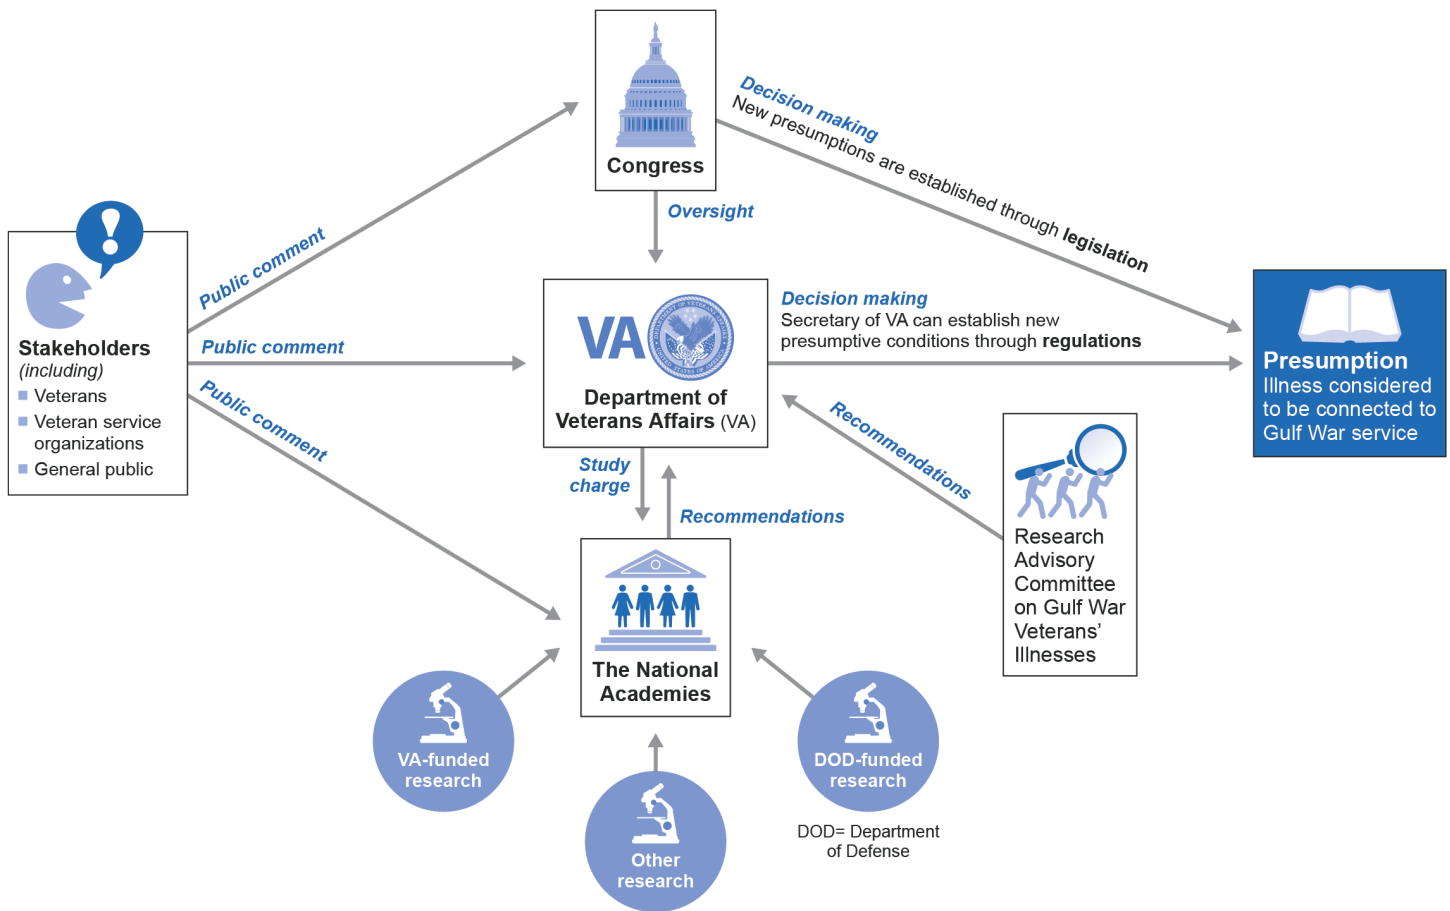 Congress
Decision making
New presumptions are established through legislation
Oversight
Public comment
Stakeholders
(including)
Veterans
Veteran service
organizations
General public
Public comment
Public comment
VA
Department of
Veterans Affairs (VA)
Decision making
Secretary of VA can establish new
presumptive conditions through regulations
Presumption
Illness considered
to be connected to
Gulf War service
Study
charge
Recommendations
Recommendations
Research
Advisory
Committee
on Gulf War
Veterans’
Illnesses
The National
Academies
VA-funded
research
Other
research
DOD-funded
research
DOD= Department
of Defense